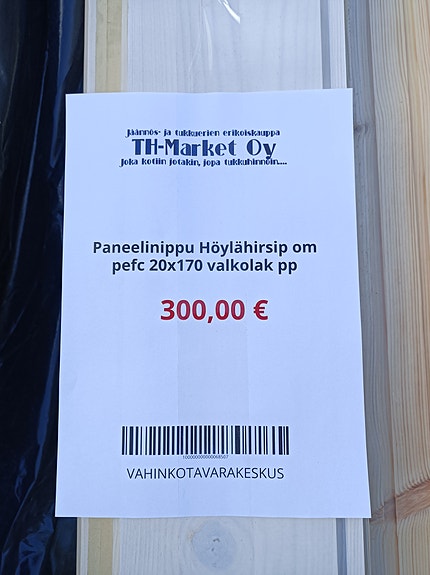 Jäännös- ja tukkuerien erikoiskauppa
TH-Market Oy
Joka kotiin jotakin, jopa tukkuhinnoin....
Paneelinippu Höylähirsip om
pefc 20x170 valkolak pp
300,00 €
VAHINKOTAVARAKESKUS